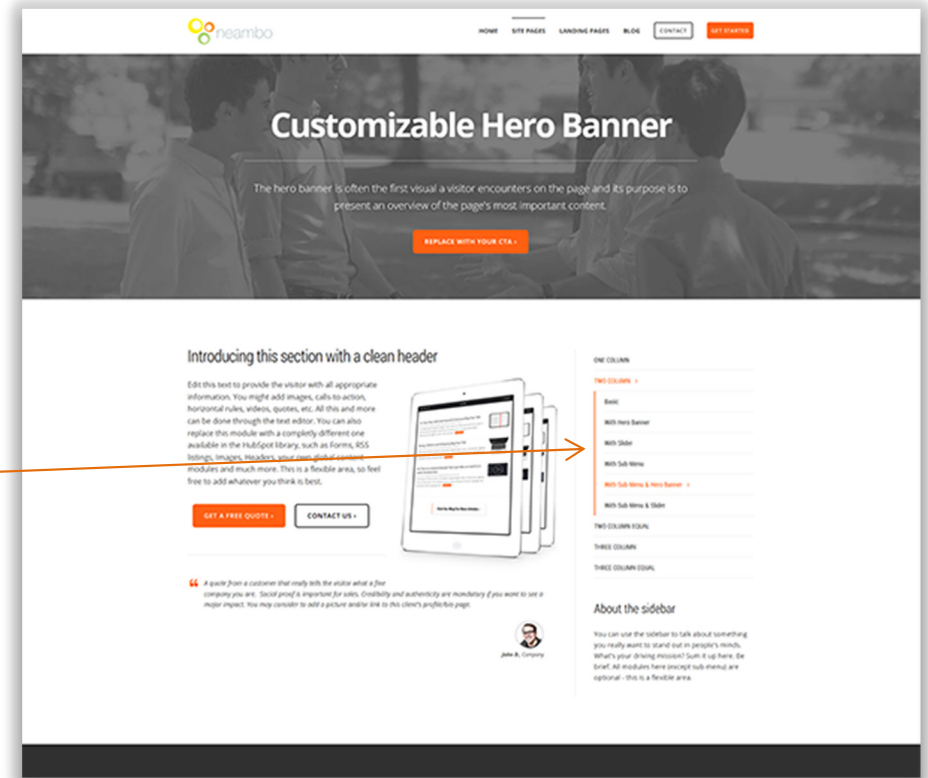 neambo
HOME SITE PAGES LANDING PAGES BLOG CONTACT GET STARTED
Customizable Hero Banner
The hero banner is often the first visual a visitor encounters on the page and its purpose is to
present an overview of the page's most important content.
REPLACE WITH YOUR CTA ›
Introducing this section with a clean header
Edit this text to provide the visitor with all appropriate
information. You might add images, calls-to-action,
horizontal rules, videos, quotes, etc. All this and more
can be done through the text editor. You can also
replace this module with a completly different one
available in the HubSpot library, such as Forms, RSS
listings, Images, Headers, your own global content
modules and much more. This is a flexible area, so feel
free to add whatever you think is best.
GET A FREE QUOTE › CONTACT US ›
A quote from a customer that really tells the visitor what a fine
company you are. Social proof is important for sales. Credibility and authenticity are mandatory if you want to see a
major impact. You may consider to add a picture and/or link to this client's profile/bio page.
John D, Company
ONE COLUMN
TWO COLUMN ›
Basic
With Hero Banner
With Slider
With Sub Menu
With Sub Menu & Hero Banner ›
With Sub Menu & Slider
TWO COLUMN EQUAL
THREE COLUMN
THREE COLUMN EQUAL
About the sidebar
You can use the sidebar to talk about something
you really want to stand out in people's minds.
What's your driving mission? Sum it up here. Be
brief. All modules here (except sub-menu) are
optional - this is a flexible area.